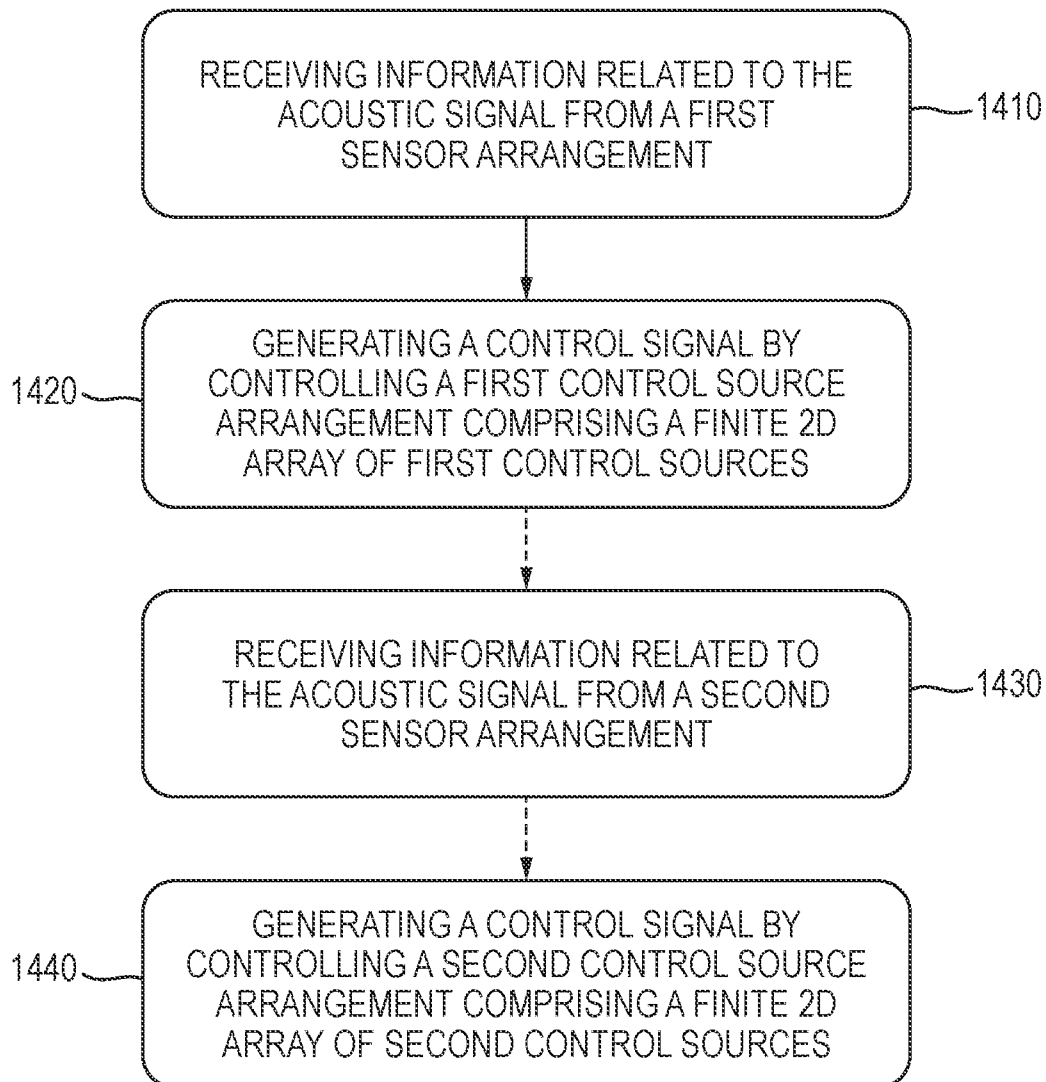 RECEIVING INFORMATION RELATED TO THE
ACOUSTIC SIGNAL FROM A FIRST
SENSOR ARRANGEMENT
1410
GENERATING A CONTROL SIGNAL BY
CONTROLLING A FIRST CONTROL SOURCE
ARRANGEMENT COMPRISING A FINITE 2D
ARRAY OF FIRST CONTROL SOURCES
1420
RECEIVING INFORMATION RELATED TO
THE ACOUSTIC SIGNAL FROM A SECOND
SENSOR ARRANGEMENT
1430
GENERATING A CONTROL SIGNAL BY
CONTROLLING A SECOND CONTROL SOURCE
ARRANGEMENT COMPRISING A FINITE 2D
ARRAY OF SECOND CONTROL SOURCES
1440